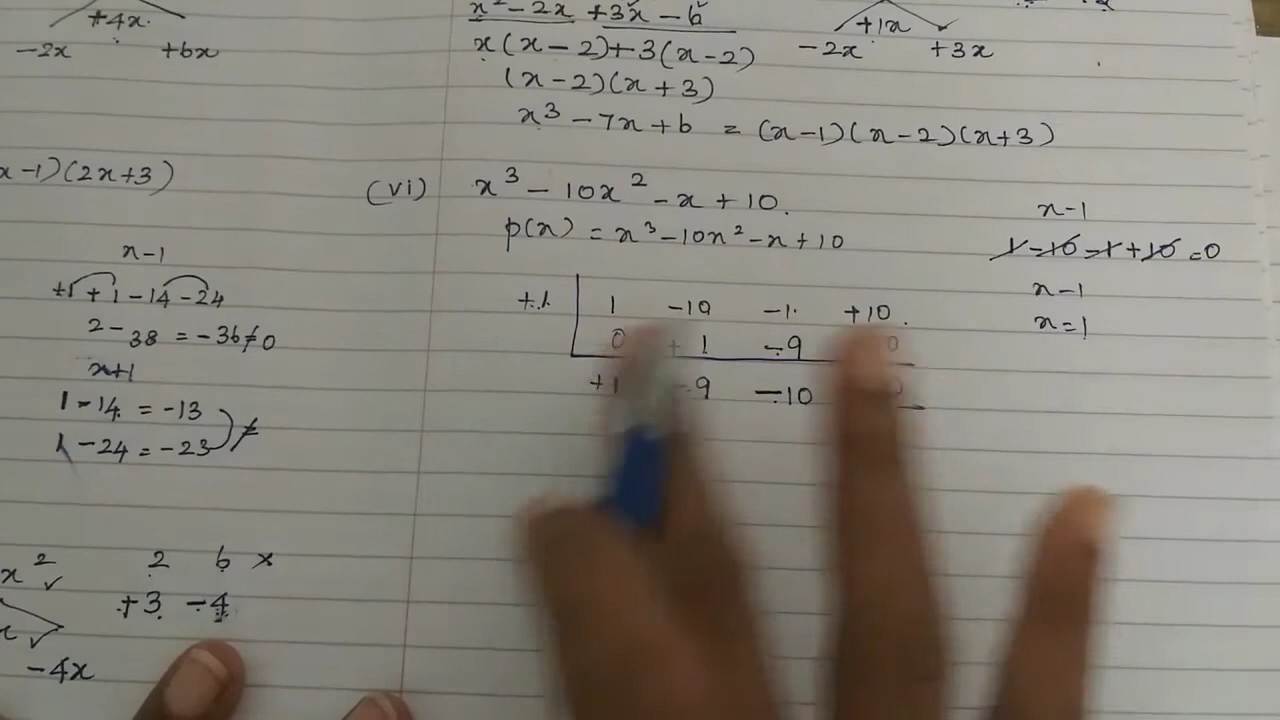 +4x
-2x +6x
x-1)(2x+3)
x-1
+1+1-14-24
2-38 = -36≠0
x+1
1-14 = -13
1-24 = -23 ≠
x² ✓ 2 6 ×
+3 -4
-4x
x²-2x+3x-6
x(x-2)+3(x-2)
+1x
-2x +3x
(x-2)(x+3)
x³-7x+6 = (x-1)(x-2)(x+3)
(vi) x³-10x²-x+10.
p(x) = x³-10x²-x+10
x-1
1-10-1+10=0
x-1
x=1
+1 1 -10 -1 +10
0 +1 -9
+1 -9 -10